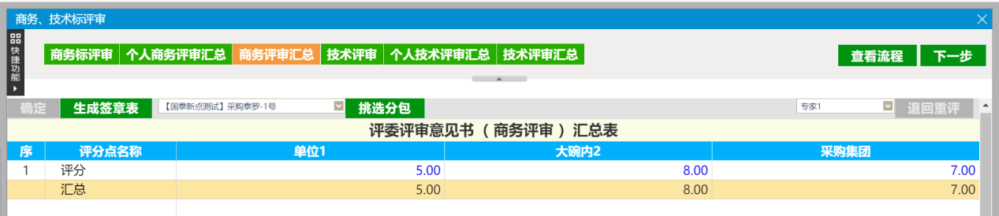 商务、技术标评审
快捷功能
商务标评审 个人商务评审汇总 商务评审汇总 技术评审 个人技术评审汇总 技术评审汇总 查看流程 下一步
确定 生成签章表 【国泰新点测试】采购泰罗-1号 挑选分包 专家1 退回重评
评委评审意见书（商务评审）汇总表
序 评分点名称 单位1 大碗内2 采购集团
1 评分 5.00 8.00 7.00
汇总 5.00 8.00 7.00